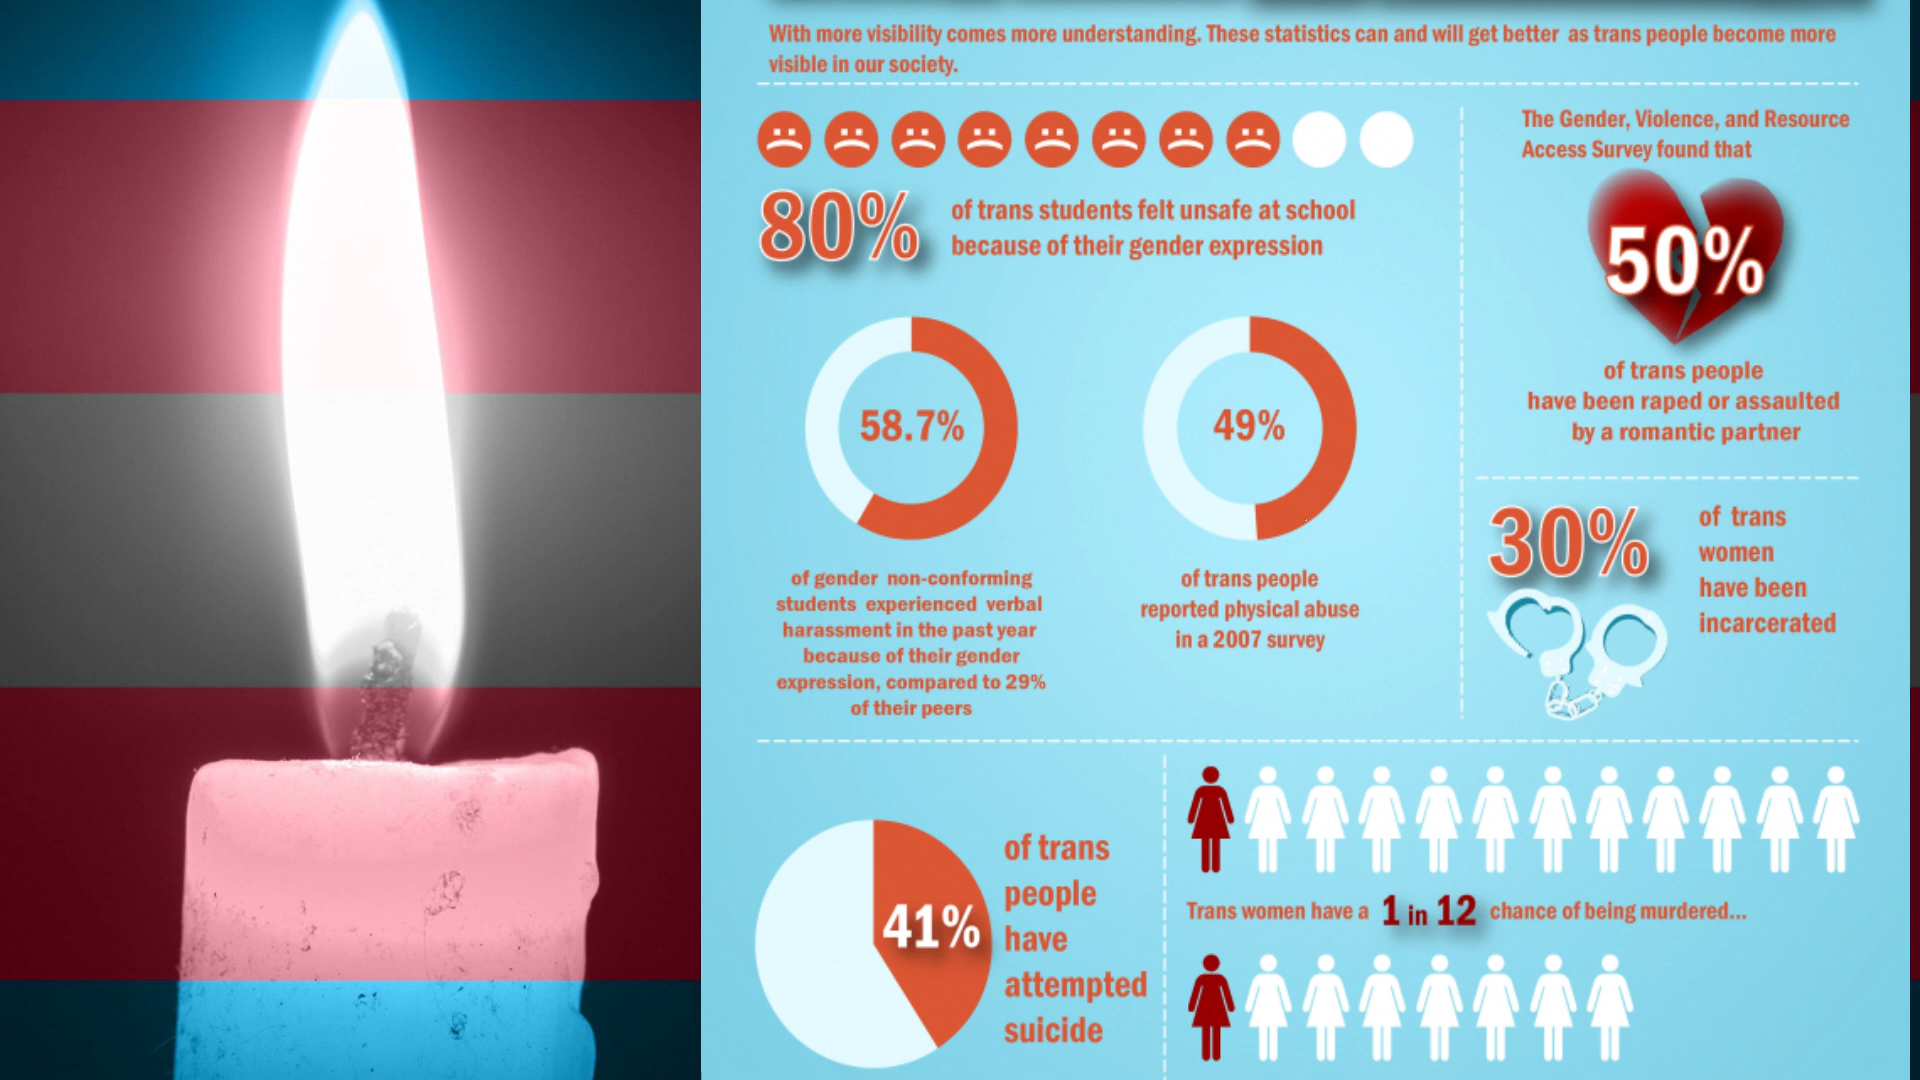 With more visibility comes more understanding. These statistics can and will get better as trans people become more
visible in our society.
80%
of trans students felt unsafe at school
because of their gender expression
58.7%
of gender non-conforming
students experienced verbal
harassment in the past year
because of their gender
expression, compared to 29%
of their peers
49%
of trans people
reported physical abuse
in a 2007 survey
The Gender, Violence, and Resource
Access Survey found that
50%
of trans people
have been raped or assaulted
by a romantic partner
30%
of trans
women
have been
incarcerated
41%
of trans
people
have
attempted
suicide
Trans women have a 1 in 12 chance of being murdered...